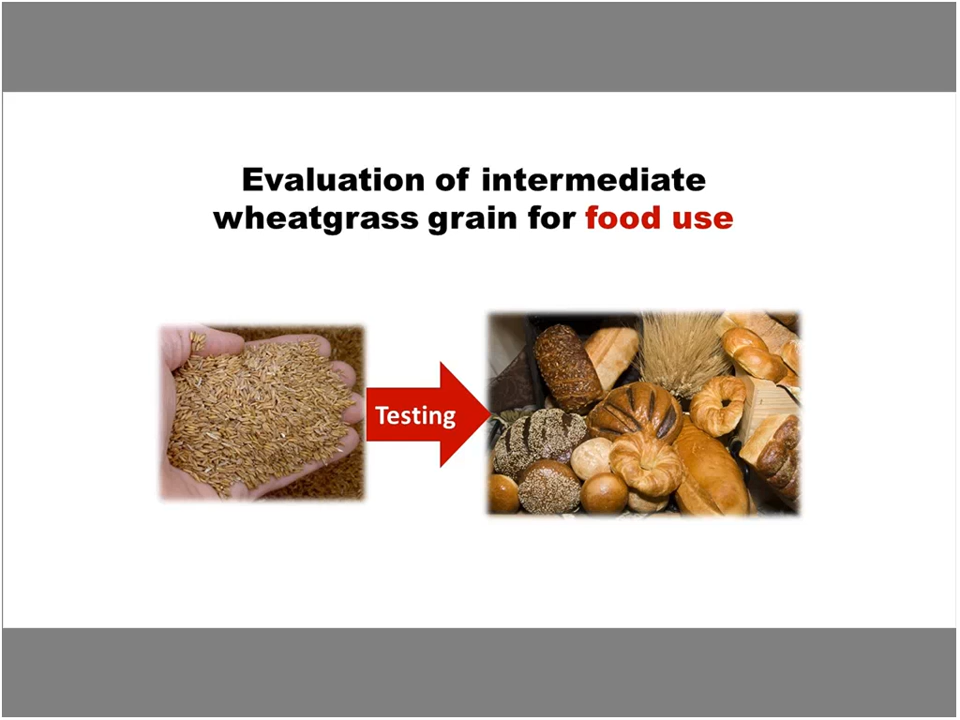 Evaluation of intermediate
wheatgrass grain for food use
Testing